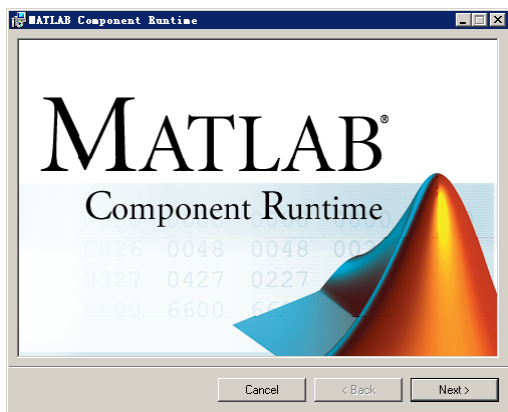 MATLAB Component Runtime
MATLAB®
Component Runtime
0026 0048 0048
0327 0427 0227
6600 6600
Cancel < Back Next >